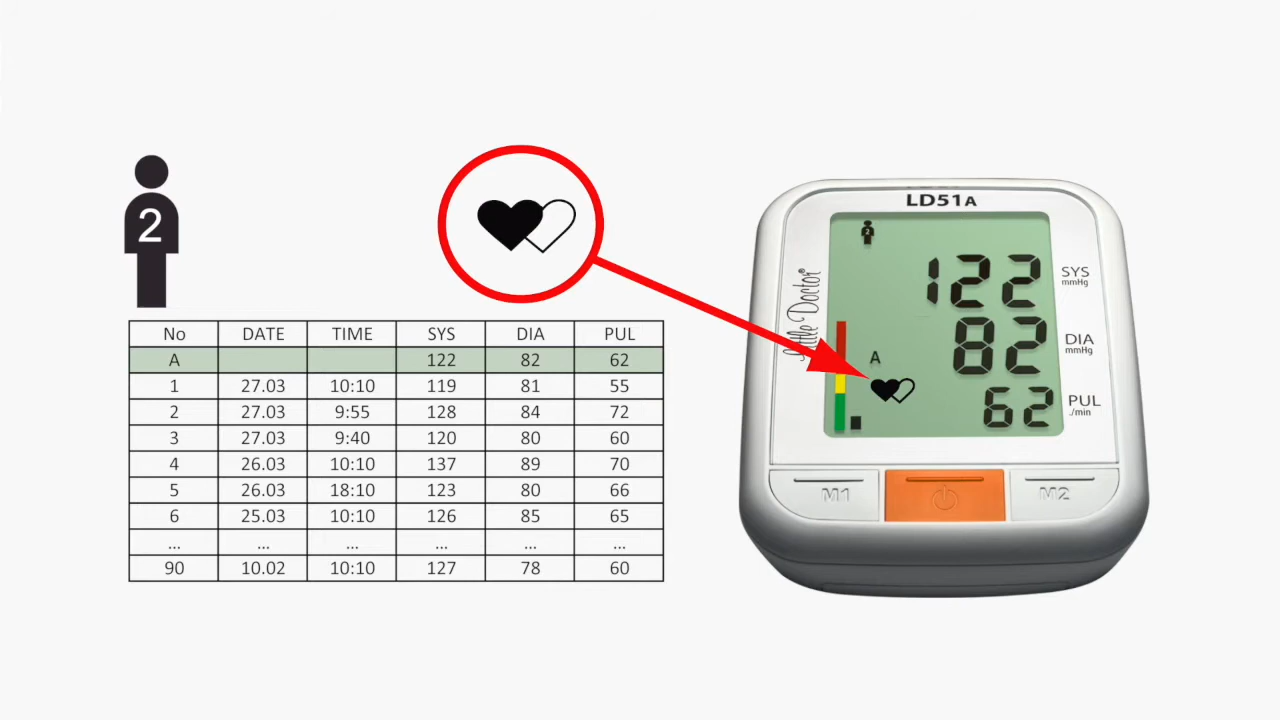 2
No DATE TIME SYS DIA PUL
A 122 82 62
1 27.03 10:10 119 81 55
2 27.03 9:55 128 84 72
3 27.03 9:40 120 80 60
4 26.03 10:10 137 89 70
5 26.03 18:10 123 80 66
6 25.03 10:10 126 85 65
... ... ... ... ... ...
90 10.02 10:10 127 78 60
LD51A
Little Doctor®
2
122 SYS
mmHg
82 DIA
mmHg
A
62 PUL
./min
M1 M2